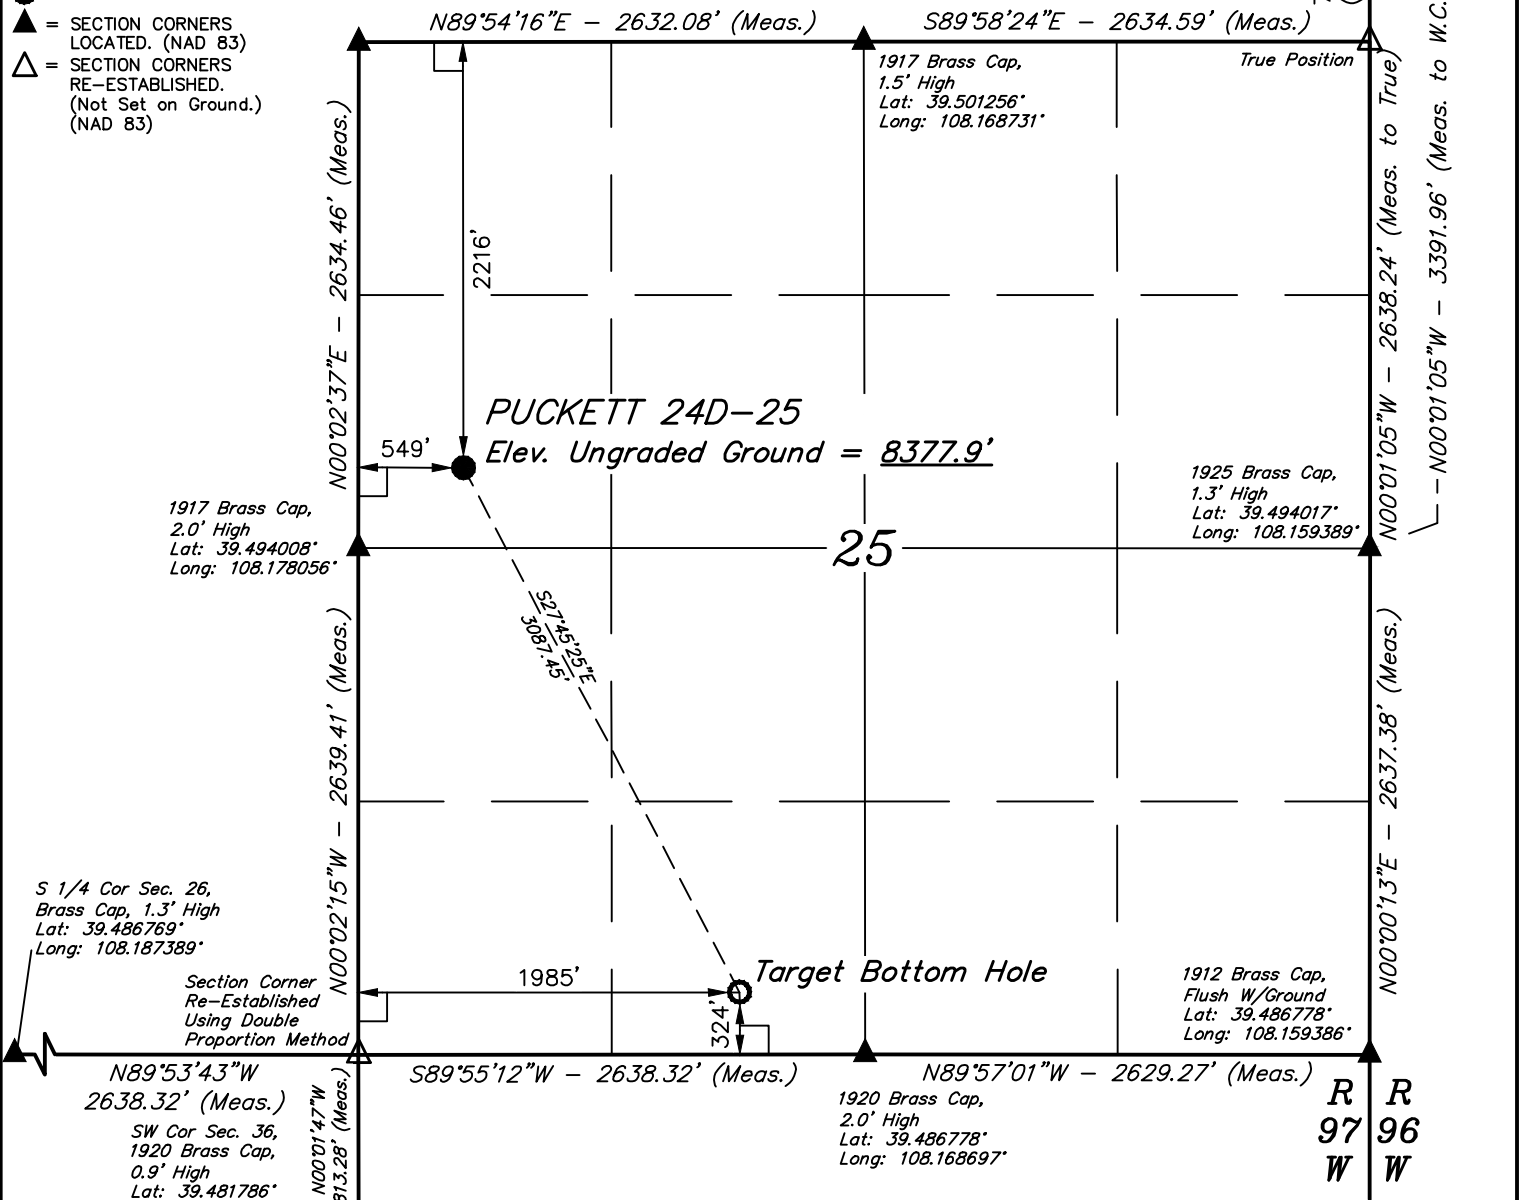 = SECTION CORNERS
LOCATED. (NAD 83)
= SECTION CORNERS
RE-ESTABLISHED.
(Not Set on Ground.)
(NAD 83)
N89°54'16"E - 2632.08' (Meas.)
S89°58'24"E - 2634.59' (Meas.)
1917 Brass Cap,
1.5' High
Lat: 39.501256°
Long: 108.168731°
True Position
N00°02'37"E - 2634.46' (Meas.)
2216'
N00°01'05"W - 2638.24' (Meas. to True)
N00°01'05"W - 3391.96' (Meas. to W.C.
PUCKETT 24D-25
Elev. Ungraded Ground = 8377.9'
549'
1917 Brass Cap,
2.0' High
Lat: 39.494008°
Long: 108.178056°
1925 Brass Cap,
1.3' High
Lat: 39.494017°
Long: 108.159389°
25
S27°45'25"E
3087.45'
N00°02'15"W - 2639.41' (Meas.)
N00°00'13"E - 2637.38' (Meas.)
S 1/4 Cor Sec. 26,
Brass Cap, 1.3' High
Lat: 39.486769°
Long: 108.187389°
Section Corner
Re-Established
Using Double
Proportion Method
1985'
Target Bottom Hole
324'
1912 Brass Cap,
Flush W/Ground
Lat: 39.486778°
Long: 108.159386°
N89°53'43"W
2638.32' (Meas.)
S89°55'12"W - 2638.32' (Meas.)
N89°57'01"W - 2629.27' (Meas.)
1920 Brass Cap,
2.0' High
Lat: 39.486778°
Long: 108.168697°
SW Cor Sec. 36,
1920 Brass Cap,
0.9' High
Lat: 39.481786°
N00°01'47"W
813.28' (Meas.)
R R
97 96
W W